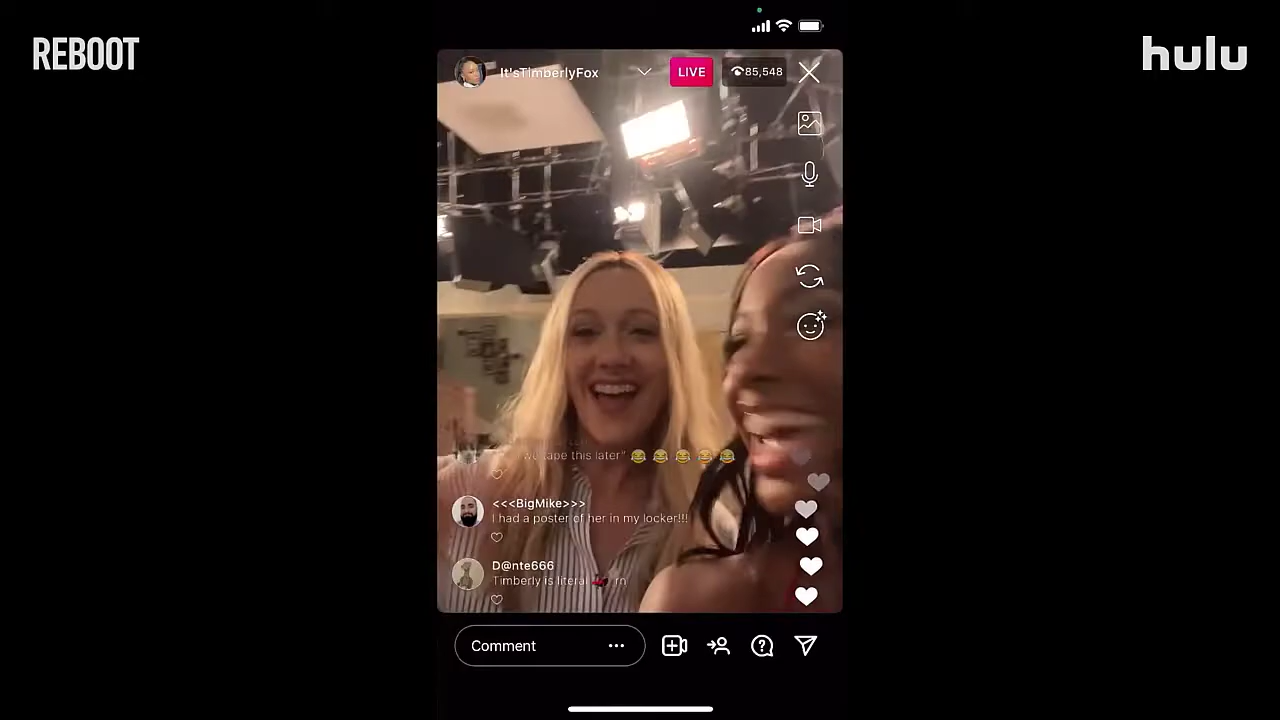 REBOOT
hulu
It'sTimberlyFox
LIVE
85,548
tape this later" 😂 😂 😂 😂 😂
<<<BigMike>>>
I had a poster of her in my locker!!!
D@nte666
Timberly is literal rn
Comment